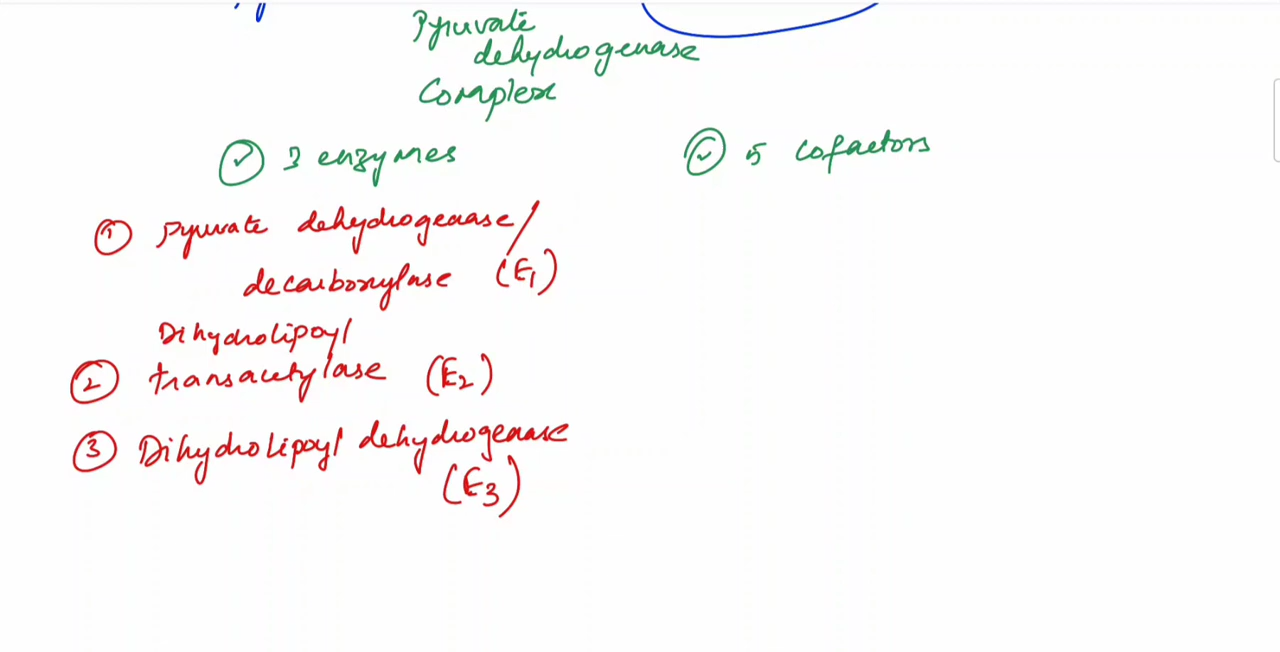 Pyruvate
dehydrogenase
Complex
3 enzymes
5 cofactors
1 Pyruvate dehydrogenase/
decarboxylase (E1)
Dihydrolipoyl
2 transacetylase (E2)
3 Dihydrolipoyl dehydrogenase
(E3)